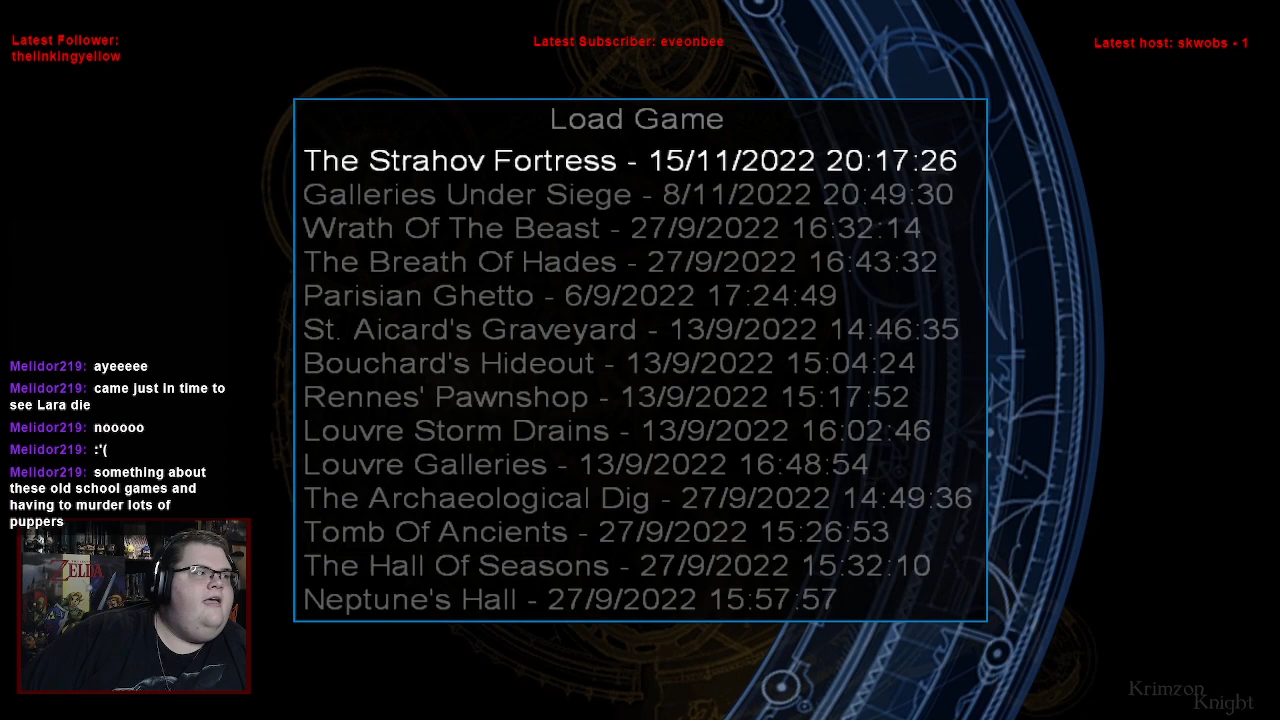 Latest Follower:
thelinkingyellow
Latest Subscriber: eveonbee
Latest host: skwobs - 1
Load Game
The Strahov Fortress - 15/11/2022 20:17:26
Galleries Under Siege - 8/11/2022 20:49:30
Wrath Of The Beast - 27/9/2022 16:32:14
The Breath Of Hades - 27/9/2022 16:43:32
Parisian Ghetto - 6/9/2022 17:24:49
St. Aicard's Graveyard - 13/9/2022 14:46:35
Bouchard's Hideout - 13/9/2022 15:04:24
Rennes' Pawnshop - 13/9/2022 15:17:52
Louvre Storm Drains - 13/9/2022 16:02:46
Louvre Galleries - 13/9/2022 16:48:54
The Archaeological Dig - 27/9/2022 14:49:36
Tomb Of Ancients - 27/9/2022 15:26:53
The Hall Of Seasons - 27/9/2022 15:32:10
Neptune's Hall - 27/9/2022 15:57:57
Melidor219: ayeeeee
Melidor219: came just in time to
see Lara die
Melidor219: nooooo
Melidor219: :'(
Melidor219: something about
these old school games and
having to murder lots of
puppers
ZELDA
Krimzon
Knight